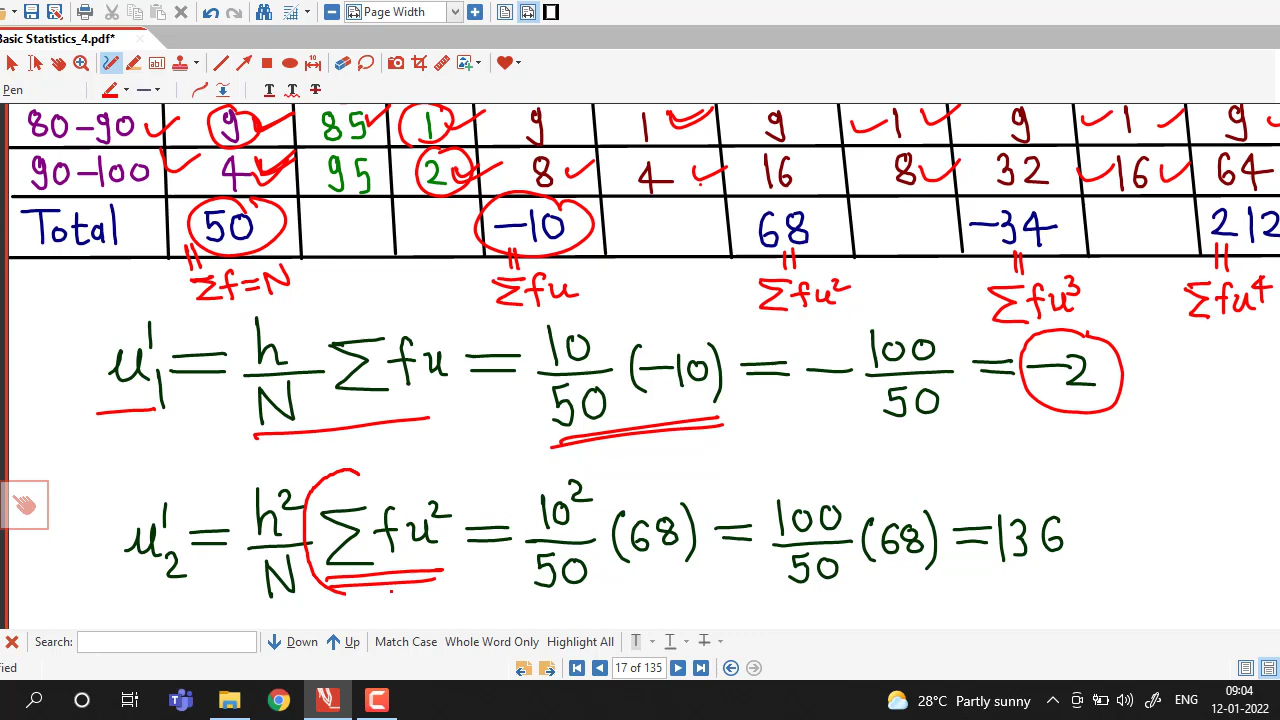 Page Width
Basic Statistics_4.pdf*
10
Pen
80-90 9 85 1 9 1 9 1 9 1 9
90-100 4 95 2 8 4 16 8 32 16 64
Total 50 -10 68 -34 212
Σf=N Σfu Σfu² Σfu³ Σfu⁴
μ₁' = h/N Σfu = 10/50 (-10) = -100/50 = -2
μ₂' = h²/N Σfu² = 10²/50 (68) = 100/50 (68) = 136
Search: Down Up Match Case Whole Word Only Highlight All T T T
fied 17 of 135
28°C Partly sunny ENG 09:04
12-01-2022